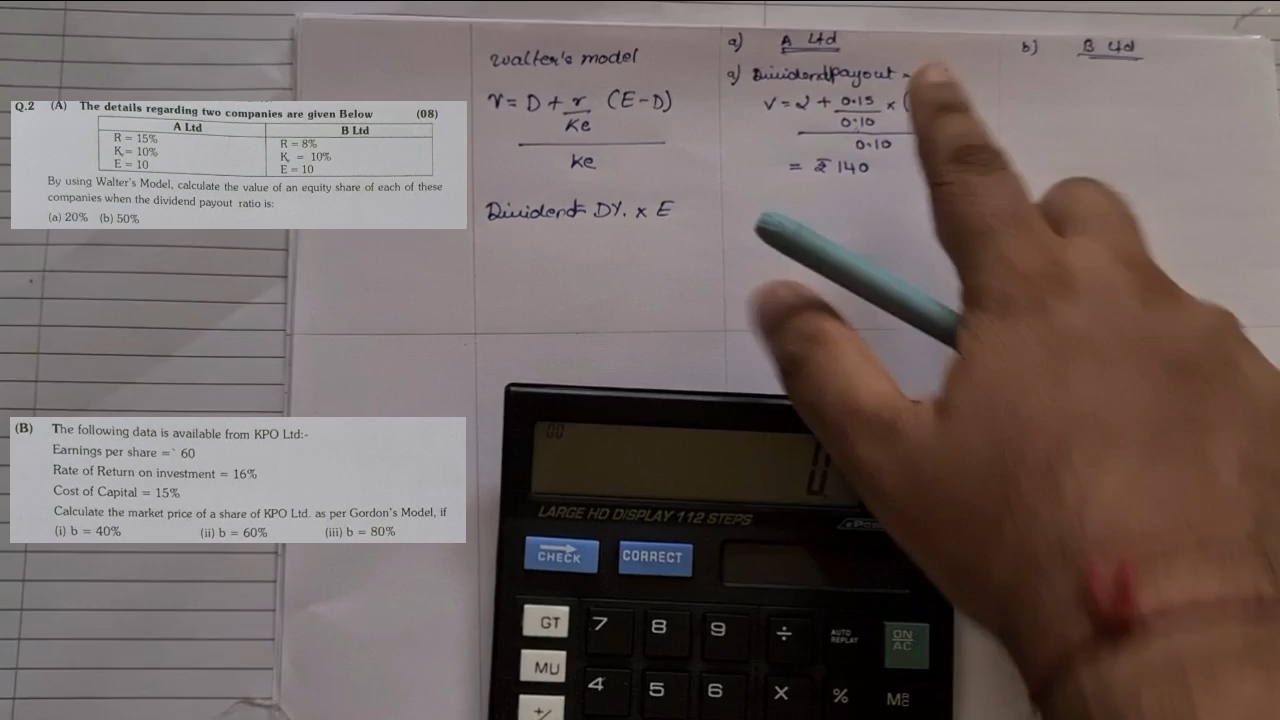 Q.2 (A) The details regarding two companies are given Below (08)
A Ltd B Ltd
R = 15% R = 8%
K = 10% K = 10%
E = 10 E = 10
By using Walter's Model, calculate the value of an equity share of each of these
companies when the dividend payout ratio is:
(a) 20% (b) 50%
(B) The following data is available from KPO Ltd:-
Earnings per share = ` 60
Rate of Return on investment = 16%
Cost of Capital = 15%
Calculate the market price of a share of KPO Ltd. as per Gordon's Model, if
(i) b = 40% (ii) b = 60% (iii) b = 80%
Walter's model
V = D + r (E-D)
Ke
Ke
Dividend = D%. x E
a) A Ltd
a) Dividend payout =
V = 2 + 0.15 x (
0.10
0.10
= ₹ 140
b) B Ltd
00
0
LARGE HD DISPLAY 112 STEPS
CHECK CORRECT
GT 7 8 9 ÷ AUTO REPLAY ON/AC
MU 4 5 6 X %
+/